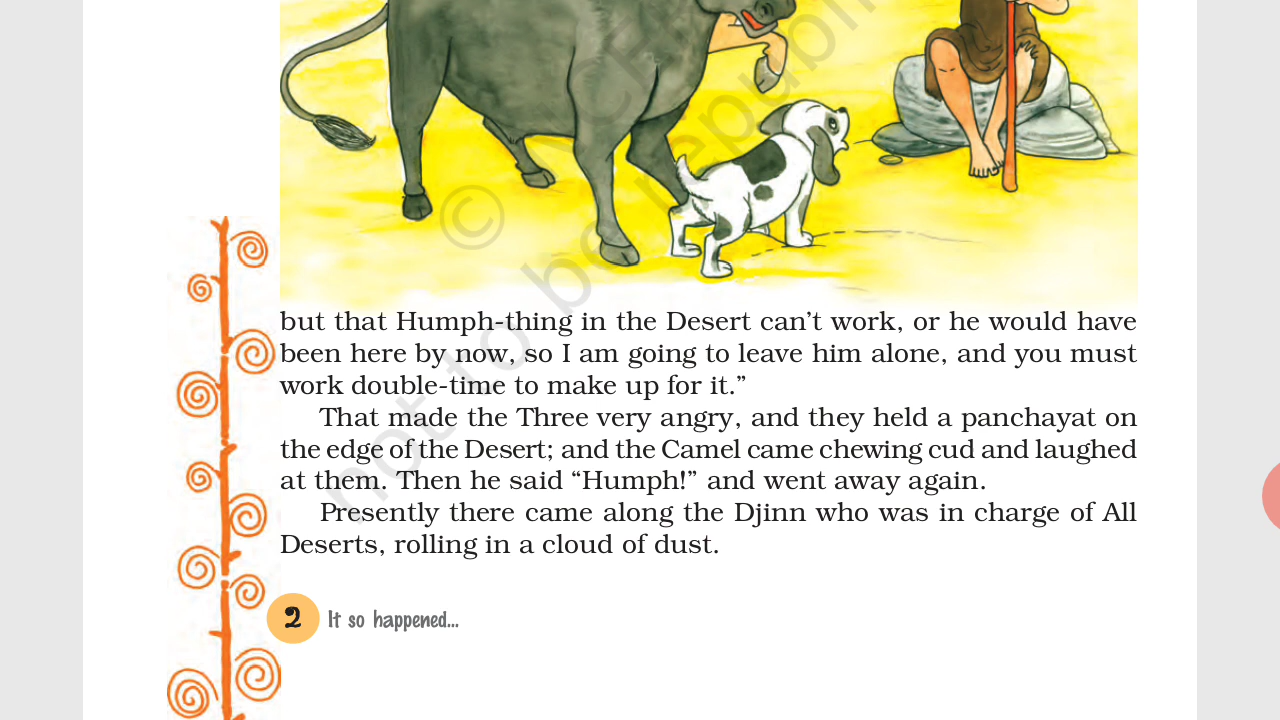 but that Humph-thing in the Desert can't work, or he would have
been here by now, so I am going to leave him alone, and you must
work double-time to make up for it.”
That made the Three very angry, and they held a panchayat on
the edge of the Desert; and the Camel came chewing cud and laughed
at them. Then he said “Humph!” and went away again.
Presently there came along the Djinn who was in charge of All
Deserts, rolling in a cloud of dust.
2 It so happened...
© 
not to be republi